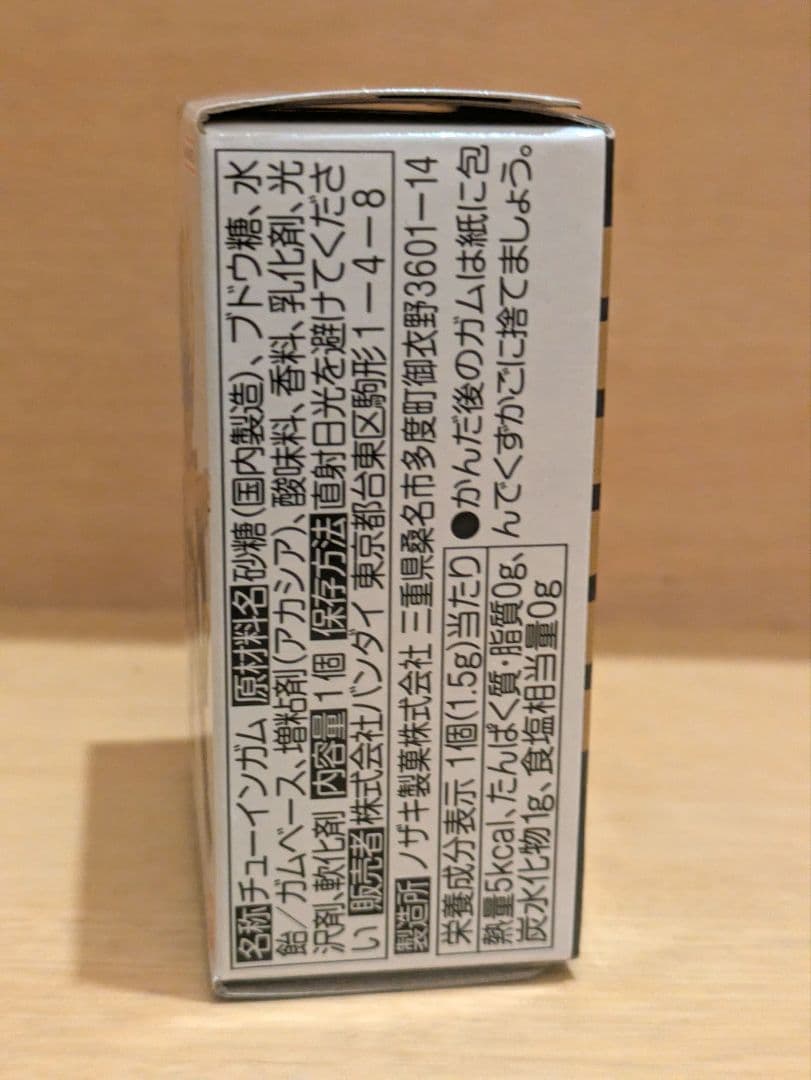 名称チューインガム 原材料名砂糖(国内製造)、ブドウ糖、水
飴/ガムベース、増粘剤(アカシア)、酸味料、香料、乳化剤、光
沢剤、軟化剤 内容量1個 保存方法直射日光を避けてくださ
い 販売者株式会社バンダイ 東京都台東区駒形1-4-8
製造所ノザキ製菓株式会社 三重県桑名市多度町御衣野3601-14
栄養成分表示 1個(1.5g)当たり
熱量5kcal、たんぱく質・脂質0g、
炭水化物1g、食塩相当量0g
●かんだ後のガムは紙に包
んでくずかごに捨てましょう。